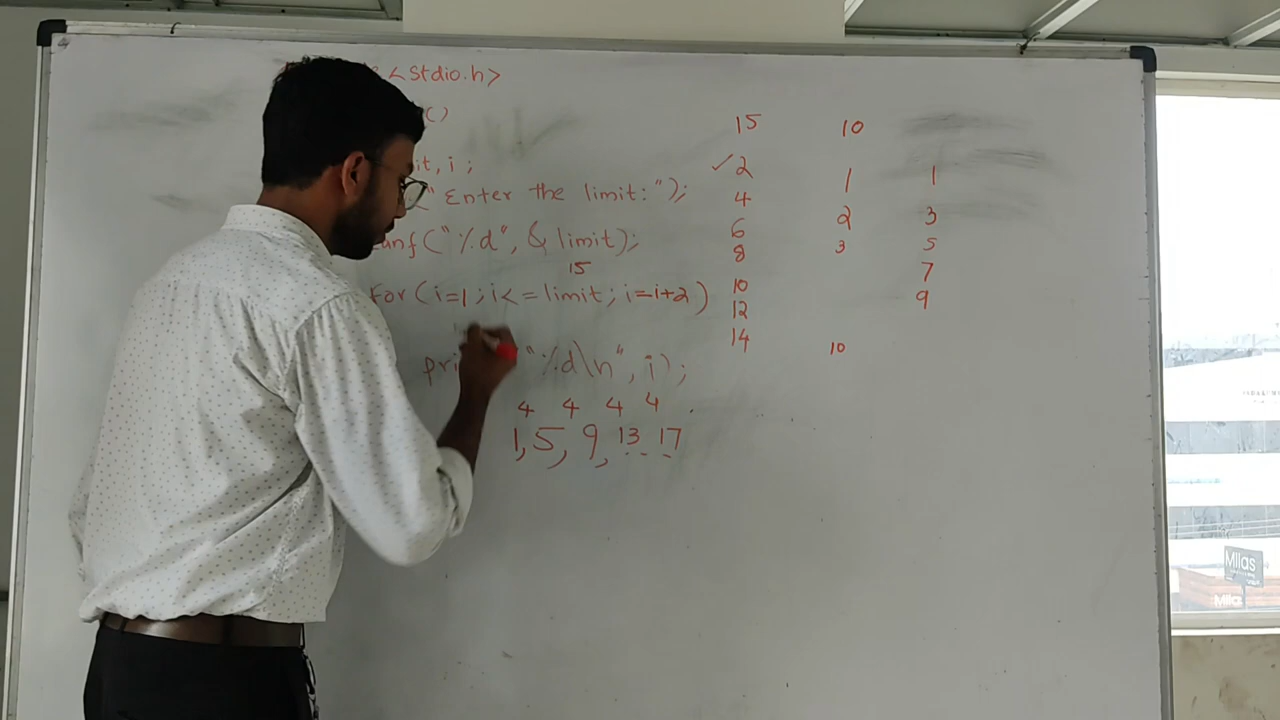 <stdio.h>
()
it, i ;
("Enter the limit:");
anf("%d", & limit);
15
For (i=1 ; i<=limit ; i=i+2)
pri "%d\n", i);
4 4 4 4
1, 5, 9, 13 17
15 10
✓2 1 1
4 2 3
6 3 5
8 7
10 9
12
14 10
Milas
Milas